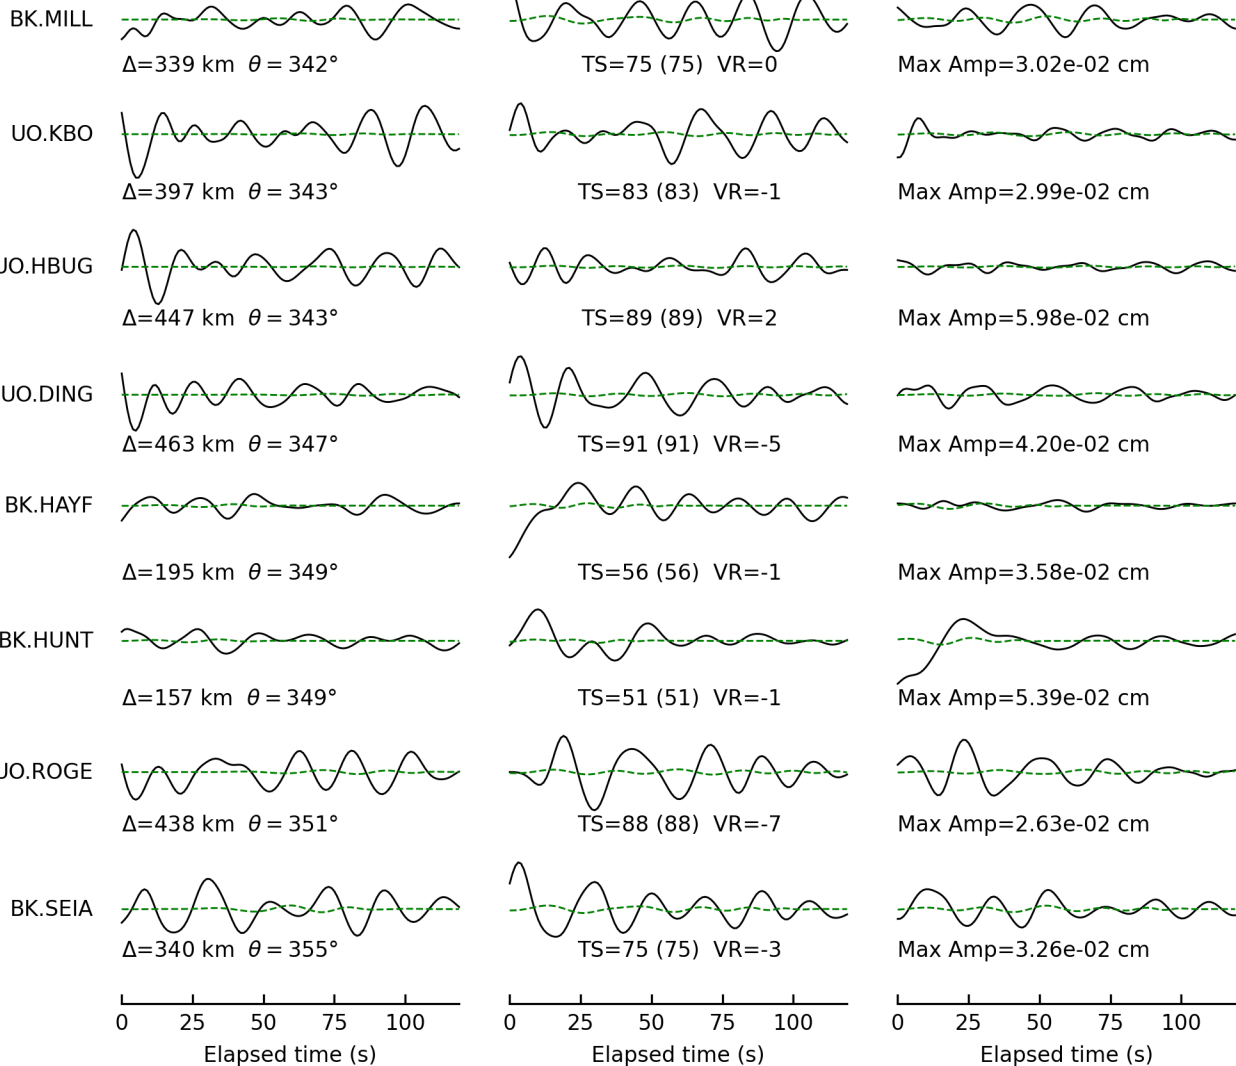 BK.MILL
Δ=339 km θ = 342° TS=75 (75) VR=0 Max Amp=3.02e-02 cm
UO.KBO
Δ=397 km θ = 343° TS=83 (83) VR=-1 Max Amp=2.99e-02 cm
UO.HBUG
Δ=447 km θ = 343° TS=89 (89) VR=2 Max Amp=5.98e-02 cm
UO.DING
Δ=463 km θ = 347° TS=91 (91) VR=-5 Max Amp=4.20e-02 cm
BK.HAYF
Δ=195 km θ = 349° TS=56 (56) VR=-1 Max Amp=3.58e-02 cm
BK.HUNT
Δ=157 km θ = 349° TS=51 (51) VR=-1 Max Amp=5.39e-02 cm
UO.ROGE
Δ=438 km θ = 351° TS=88 (88) VR=-7 Max Amp=2.63e-02 cm
BK.SEIA
Δ=340 km θ = 355° TS=75 (75) VR=-3 Max Amp=3.26e-02 cm
0 25 50 75 100 0 25 50 75 100 0 25 50 75 100
Elapsed time (s) Elapsed time (s) Elapsed time (s)